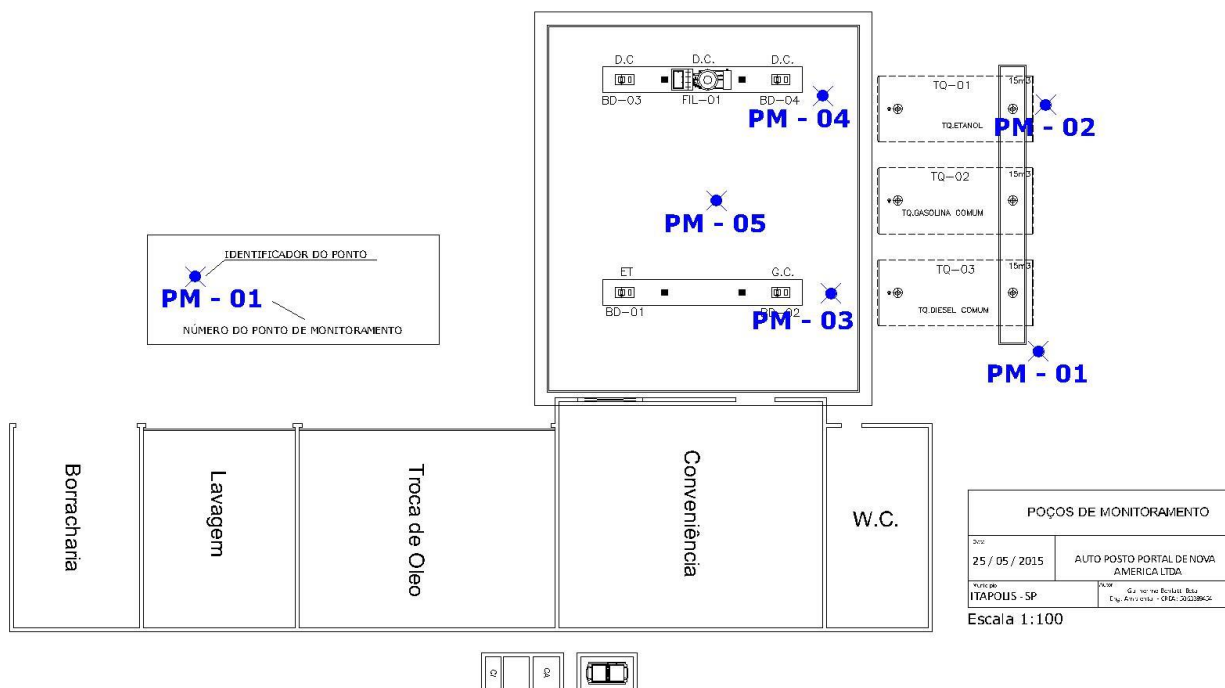 D.C
D.C.
D.C.
BD-03
FIL-01
BD-04
PM - 04
TQ-01
15m3
TQ.ETANOL
PM - 02
TQ-02
15m3
TQ.GASOLINA COMUM
PM - 05
IDENTIFICADOR DO PONTO
PM - 01
NÚMERO DO PONTO DE MONITORAMENTO
ET
G.C.
BD-01
BD-02
PM - 03
TQ-03
15m3
TQ.DIESEL COMUM
PM - 01
Borracharia
Lavagem
Troca de Oleo
Conveniência
W.C.
POÇOS DE MONITORAMENTO
25 / 05 / 2015
AUTO POSTO PORTAL DE NOVA
AMERICA LTDA
ITAPOLIS - SP
Escala 1:100